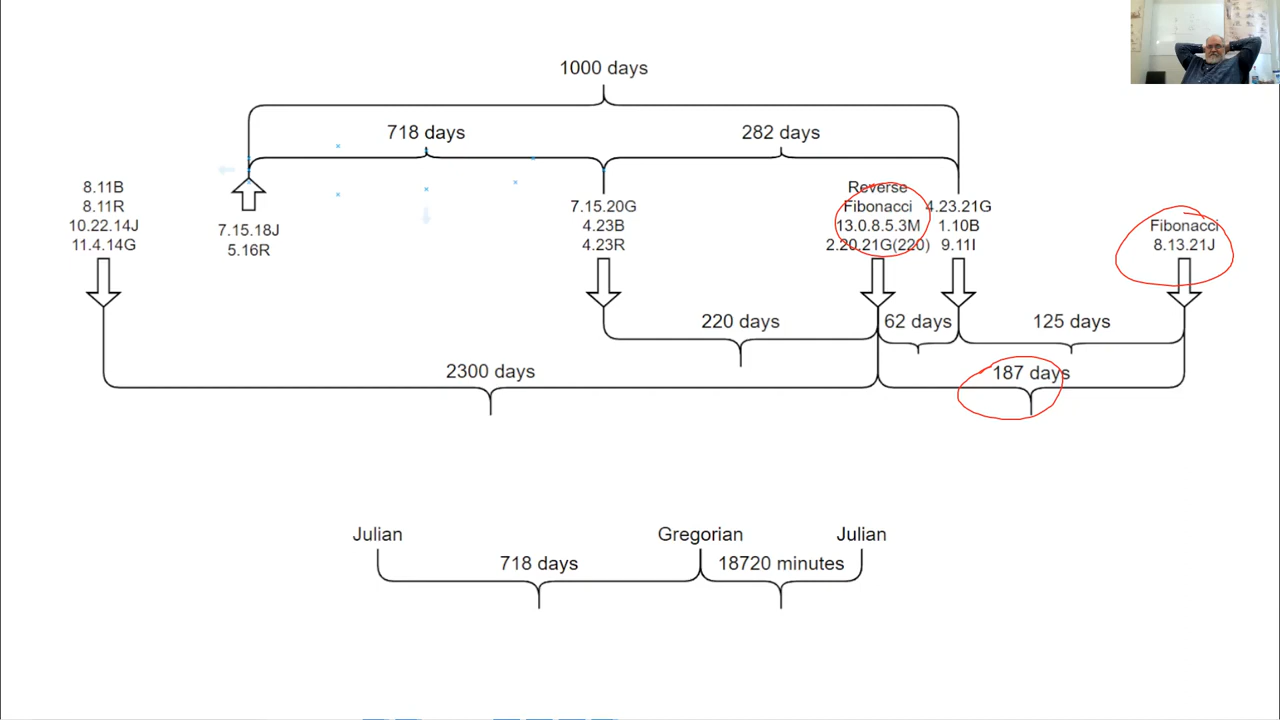 1000 days
718 days
282 days
8.11B
8.11R
10.22.14J
11.4.14G
7.15.18J
5.16R
7.15.20G
4.23B
4.23R
Reverse
Fibonacci
13.0.8.5.3M
2.20.21G(220)
4.23.21G
1.10B
9.11I
Fibonacci
8.13.21J
220 days
62 days
125 days
2300 days
187 days
Julian
Gregorian
Julian
718 days
18720 minutes